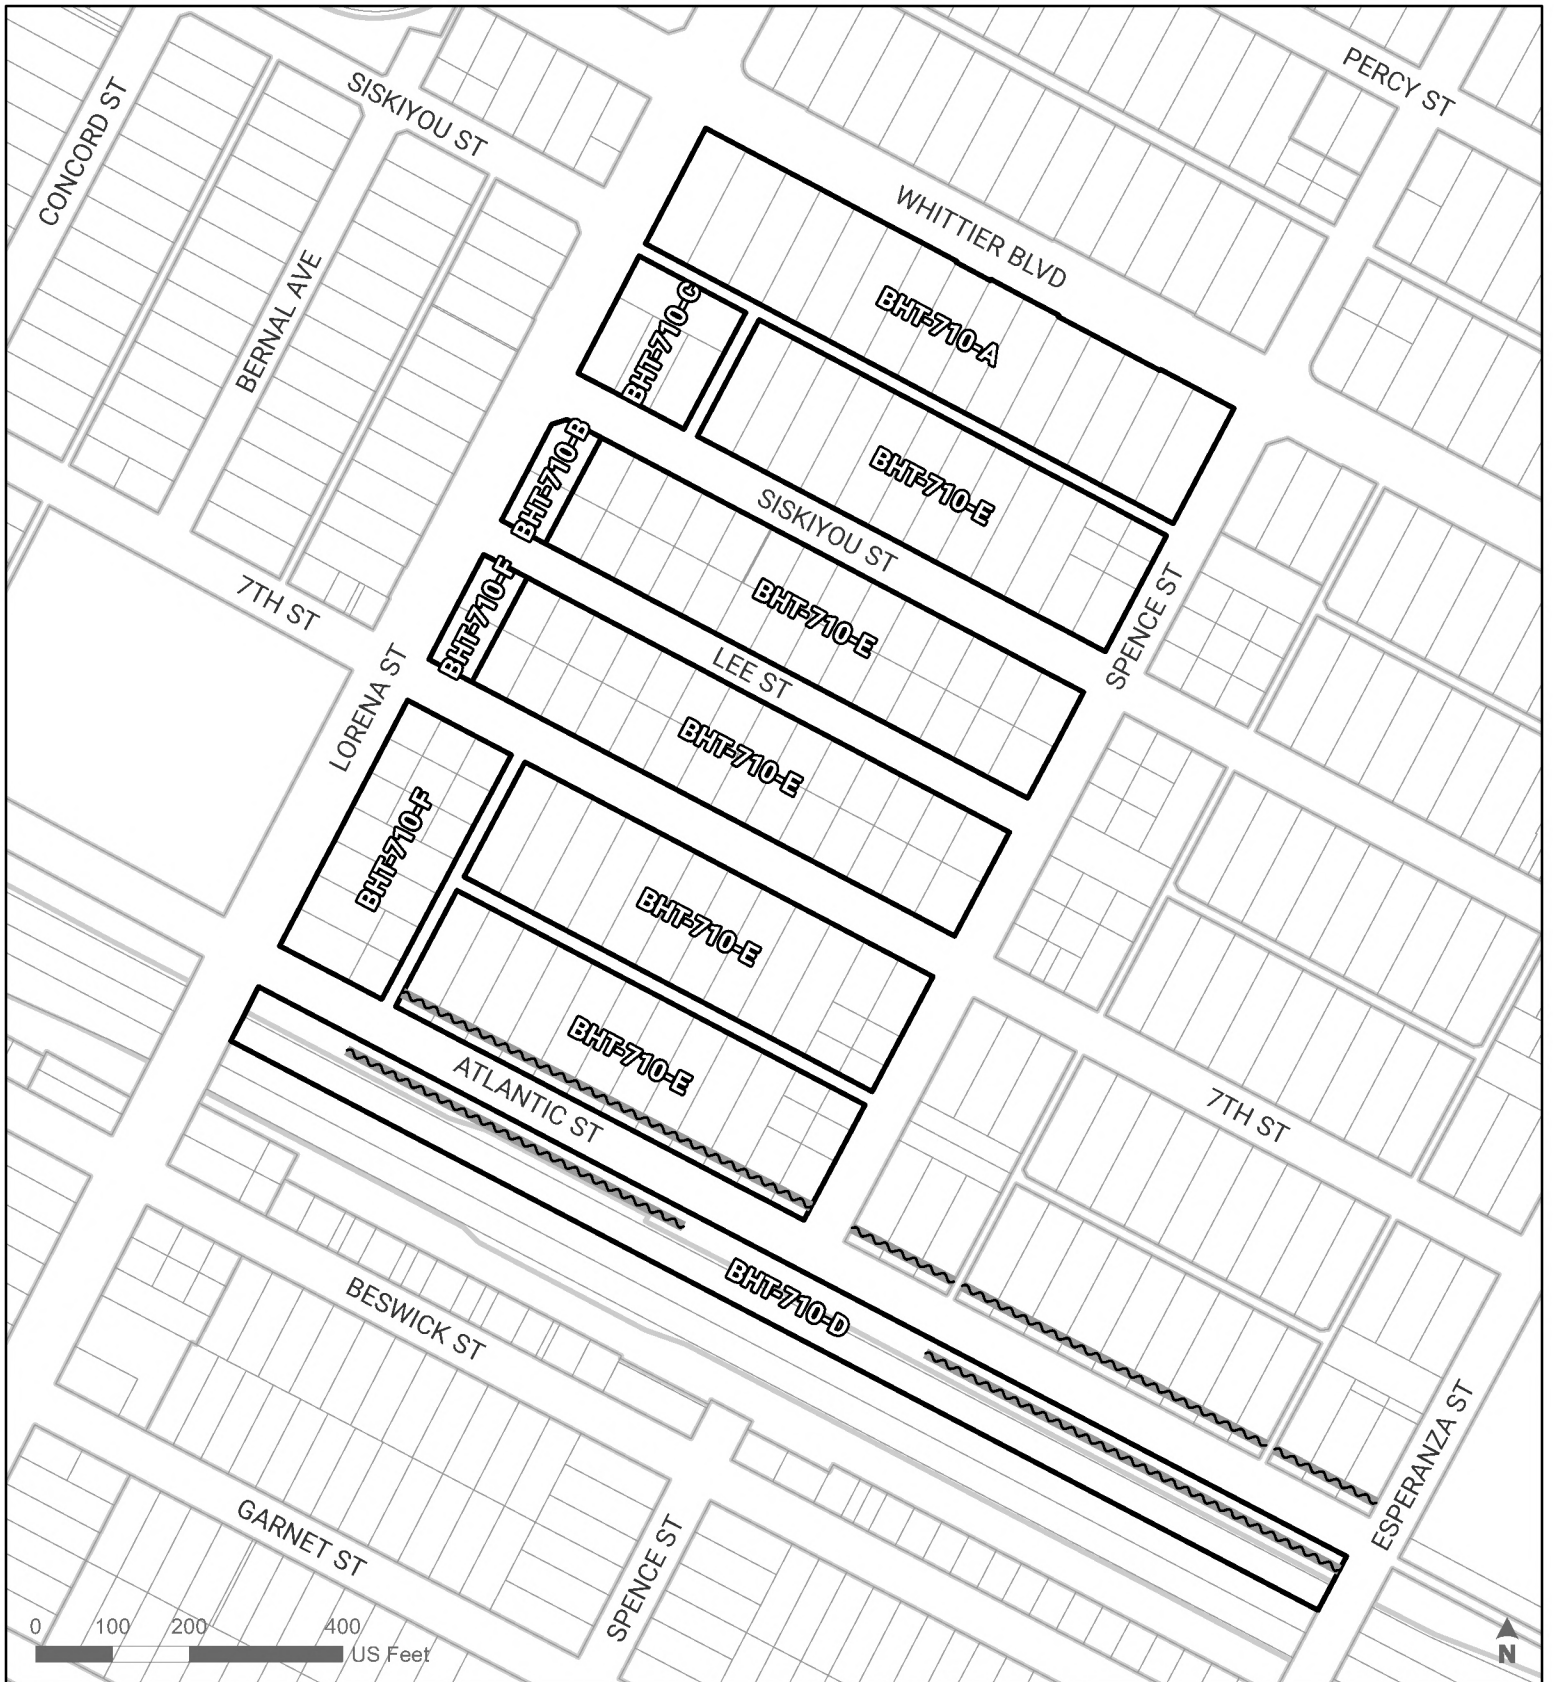 PERCY ST
SISKIYOU ST
CONCORD ST
WHITTIER BLVD
BERNAL AVE
BHT-710-A
BHT-710-C
BHT-710-E
BHT-710-B
SISKIYOU ST
BHT-710-E
SPENCE ST
7TH ST
BHT-710-F
LEE ST
LORENA ST
BHT-710-E
BHT-710-F
BHT-710-E
BHT-710-E
ATLANTIC ST
7TH ST
BHT-710-D
BESWICK ST
ESPERANZA ST
GARNET ST
SPENCE ST
0 100 200 400
US Feet
N